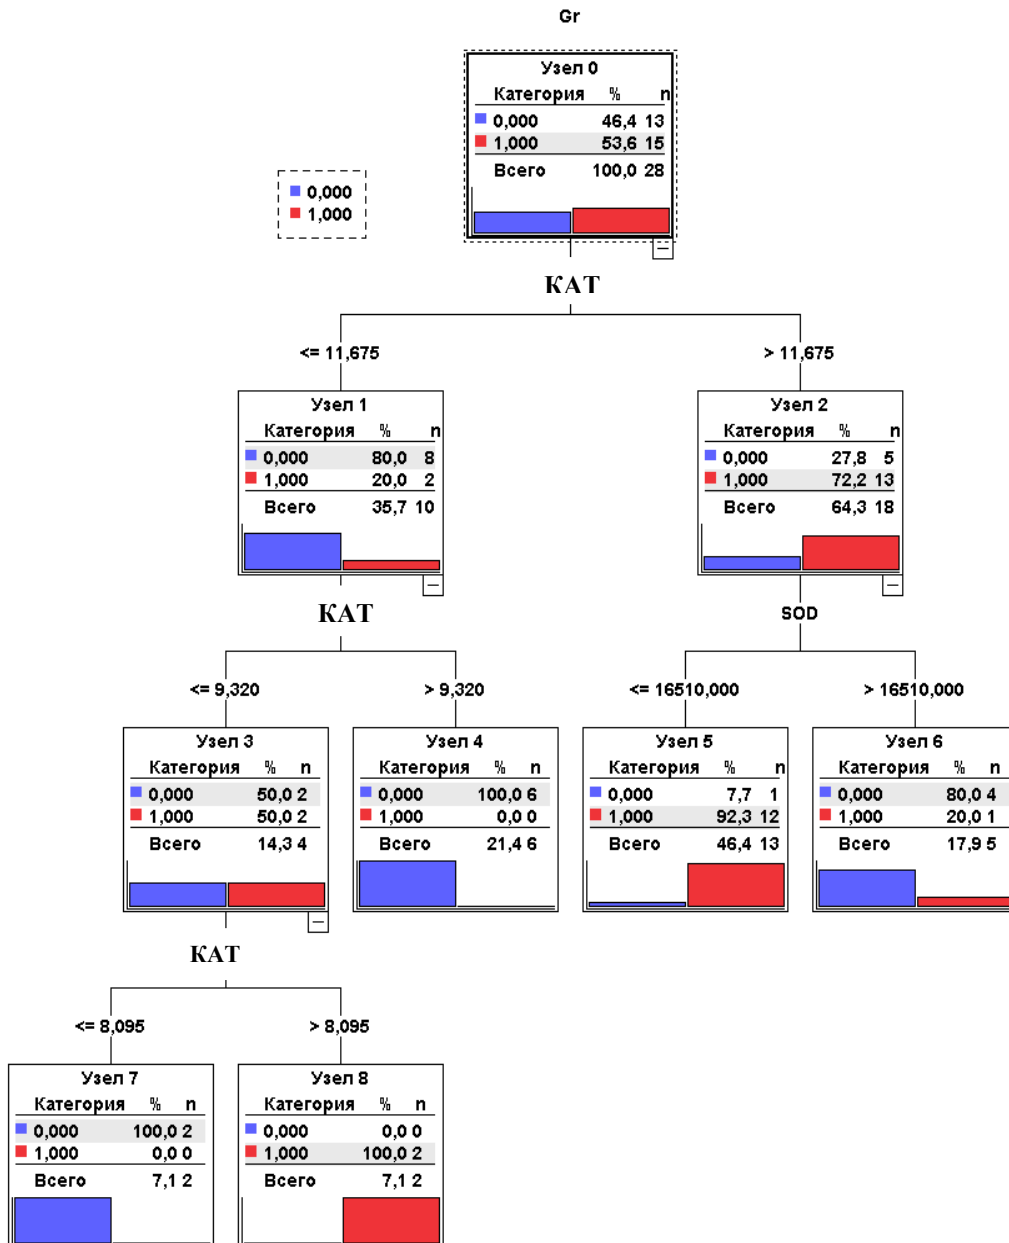 Gr
Узел 0
Категория % n
0,000 46,4 13
1,000 53,6 15
Всего 100,0 28
0,000
1,000
КАТ
<= 11,675 > 11,675
Узел 1
Категория % n
0,000 80,0 8
1,000 20,0 2
Всего 35,7 10
Узел 2
Категория % n
0,000 27,8 5
1,000 72,2 13
Всего 64,3 18
КАТ
SOD
<= 9,320 > 9,320 <= 16510,000 > 16510,000
Узел 3
Категория % n
0,000 50,0 2
1,000 50,0 2
Всего 14,3 4
Узел 4
Категория % n
0,000 100,0 6
1,000 0,0 0
Всего 21,4 6
Узел 5
Категория % n
0,000 7,7 1
1,000 92,3 12
Всего 46,4 13
Узел 6
Категория % n
0,000 80,0 4
1,000 20,0 1
Всего 17,9 5
КАТ
<= 8,095 > 8,095
Узел 7
Категория % n
0,000 100,0 2
1,000 0,0 0
Всего 7,1 2
Узел 8
Категория % n
0,000 0,0 0
1,000 100,0 2
Всего 7,1 2